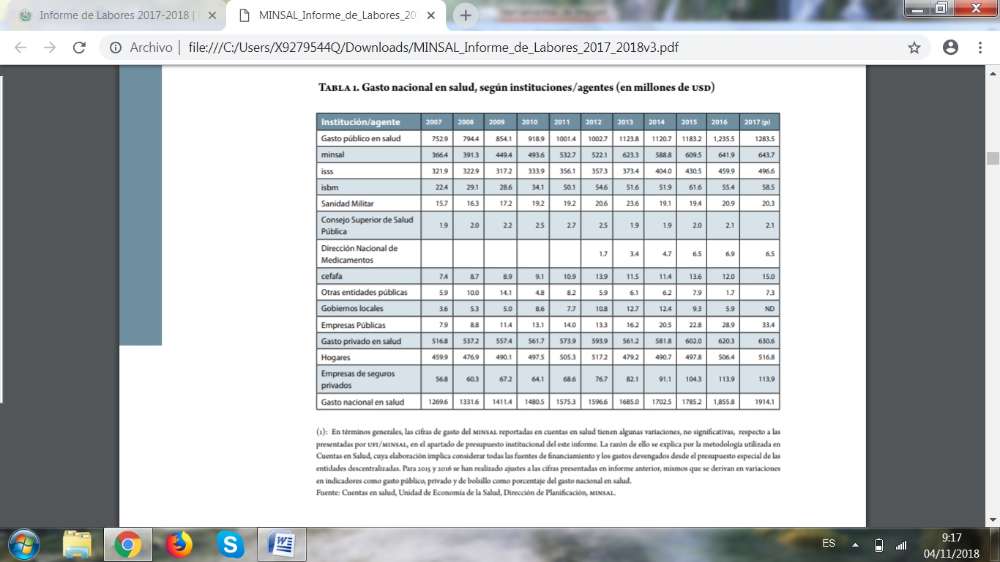 Informe de Labores 2017-2018 |
MINSAL_Informe_de_Labores_20
Archivo | file:///C:/Users/X9279544Q/Downloads/MINSAL_Informe_de_Labores_2017_2018v3.pdf
Tabla 1. Gasto nacional en salud, según instituciones/agentes (en millones de USD)
Institución/agente 2007 2008 2009 2010 2011 2012 2013 2014 2015 2016 2017 (p)
Gasto público en salud 752.9 794.4 854.1 918.9 1001.4 1002.7 1123.8 1120.7 1183.2 1,235.5 1283.5
minsal 366.4 391.3 449.4 493.6 532.7 522.1 623.3 588.8 609.5 641.9 643.7
isss 321.9 322.9 317.2 333.9 356.1 357.3 373.4 404.0 430.5 459.9 496.6
isbm 22.4 29.1 28.6 34.1 50.1 54.6 51.6 51.9 61.6 55.4 58.5
Sanidad Militar 15.7 16.3 17.2 19.2 19.2 20.6 23.6 19.1 19.4 20.9 20.3
Consejo Superior de Salud
Pública 1.9 2.0 2.2 2.5 2.7 2.5 1.9 1.9 2.0 2.1 2.1
Dirección Nacional de
Medicamentos 1.7 3.4 4.7 6.5 6.9 6.5
cefafa 7.4 8.7 8.9 9.1 10.9 13.9 11.5 11.4 13.6 12.0 15.0
Otras entidades públicas 5.9 10.0 14.1 4.8 8.2 5.9 6.1 6.2 7.9 1.7 7.3
Gobiernos locales 3.6 5.3 5.0 8.6 7.7 10.8 12.7 12.4 9.3 5.9 ND
Empresas Públicas 7.9 8.8 11.4 13.1 14.0 13.3 16.2 20.5 22.8 28.9 33.4
Gasto privado en salud 516.8 537.2 557.4 561.7 573.9 593.9 561.2 581.8 602.0 620.3 630.6
Hogares 459.9 476.9 490.1 497.5 505.3 517.2 479.2 490.7 497.8 506.4 516.8
Empresas de seguros
privados 56.8 60.3 67.2 64.1 68.6 76.7 82.1 91.1 104.3 113.9 113.9
Gasto nacional en salud 1269.6 1331.6 1411.4 1480.5 1575.3 1596.6 1685.0 1702.5 1785.2 1,855.8 1914.1
(1): En términos generales, las cifras de gasto del MINSAL reportadas en cuentas en salud tienen algunas variaciones, no significativas, respecto a las
presentadas por UFI/MINSAL, en el apartado de presupuesto institucional del este informe. La razón de ello se explica por la metodología utilizada en
Cuentas en Salud, cuya elaboración implica considerar todas las fuentes de financiamiento y los gastos devengados desde el presupuesto especial de las
entidades descentralizadas. Para 2015 y 2016 se han realizado ajustes a las cifras presentadas en informe anterior, mismos que se derivan en variaciones
en indicadores como gasto público, privado y de bolsillo como porcentaje del gasto nacional en salud.
Fuente: Cuentas en salud, Unidad de Economía de la Salud, Dirección de Planificación, MINSAL.
ES
9:17
04/11/2018